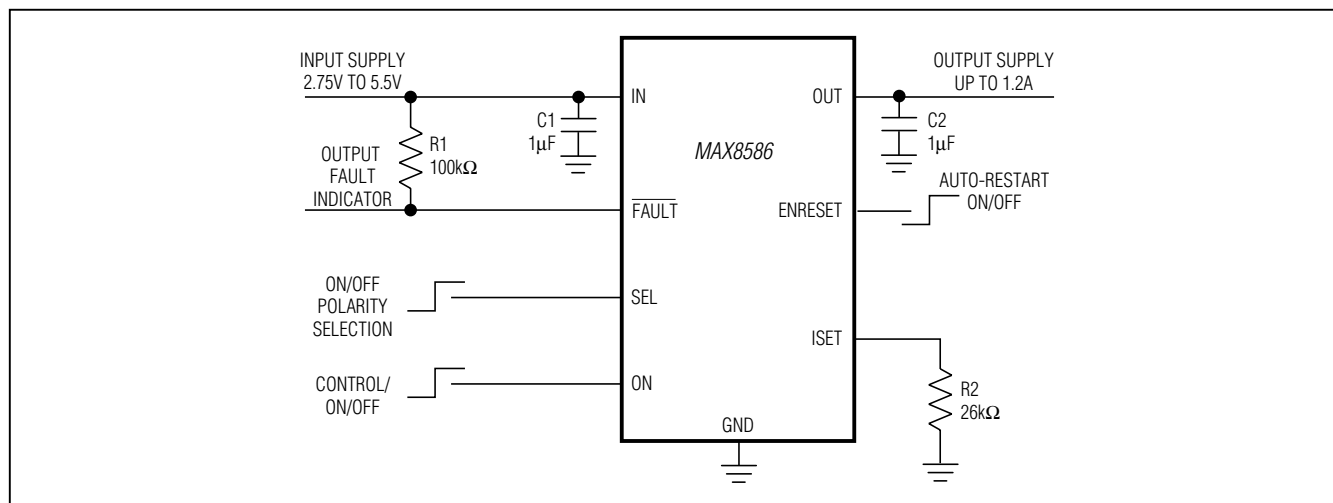 INPUT SUPPLY
2.75V TO 5.5V
R1
100kΩ
OUTPUT
FAULT
INDICATOR
C1
1µF
ON/OFF
POLARITY
SELECTION
CONTROL/
ON/OFF
IN
FAULT
SEL
ON
MAX8586
GND
OUT
ENRESET
ISET
OUTPUT SUPPLY
UP TO 1.2A
C2
1µF
AUTO-RESTART
ON/OFF
R2
26kΩ